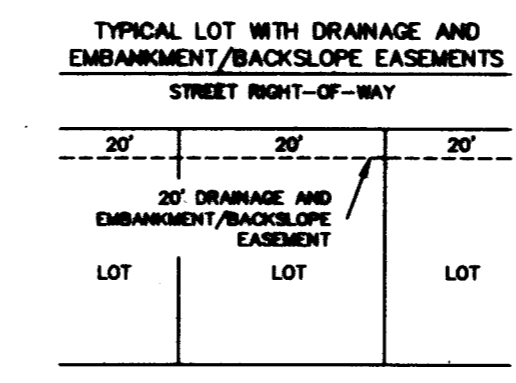 TYPICAL LOT WITH DRAINAGE AND
EMBANKMENT/BACKSLOPE EASEMENTS
STREET RIGHT-OF-WAY
20' 20' 20'
20' DRAINAGE AND
EMBANKMENT/BACKSLOPE
EASEMENT
LOT LOT LOT